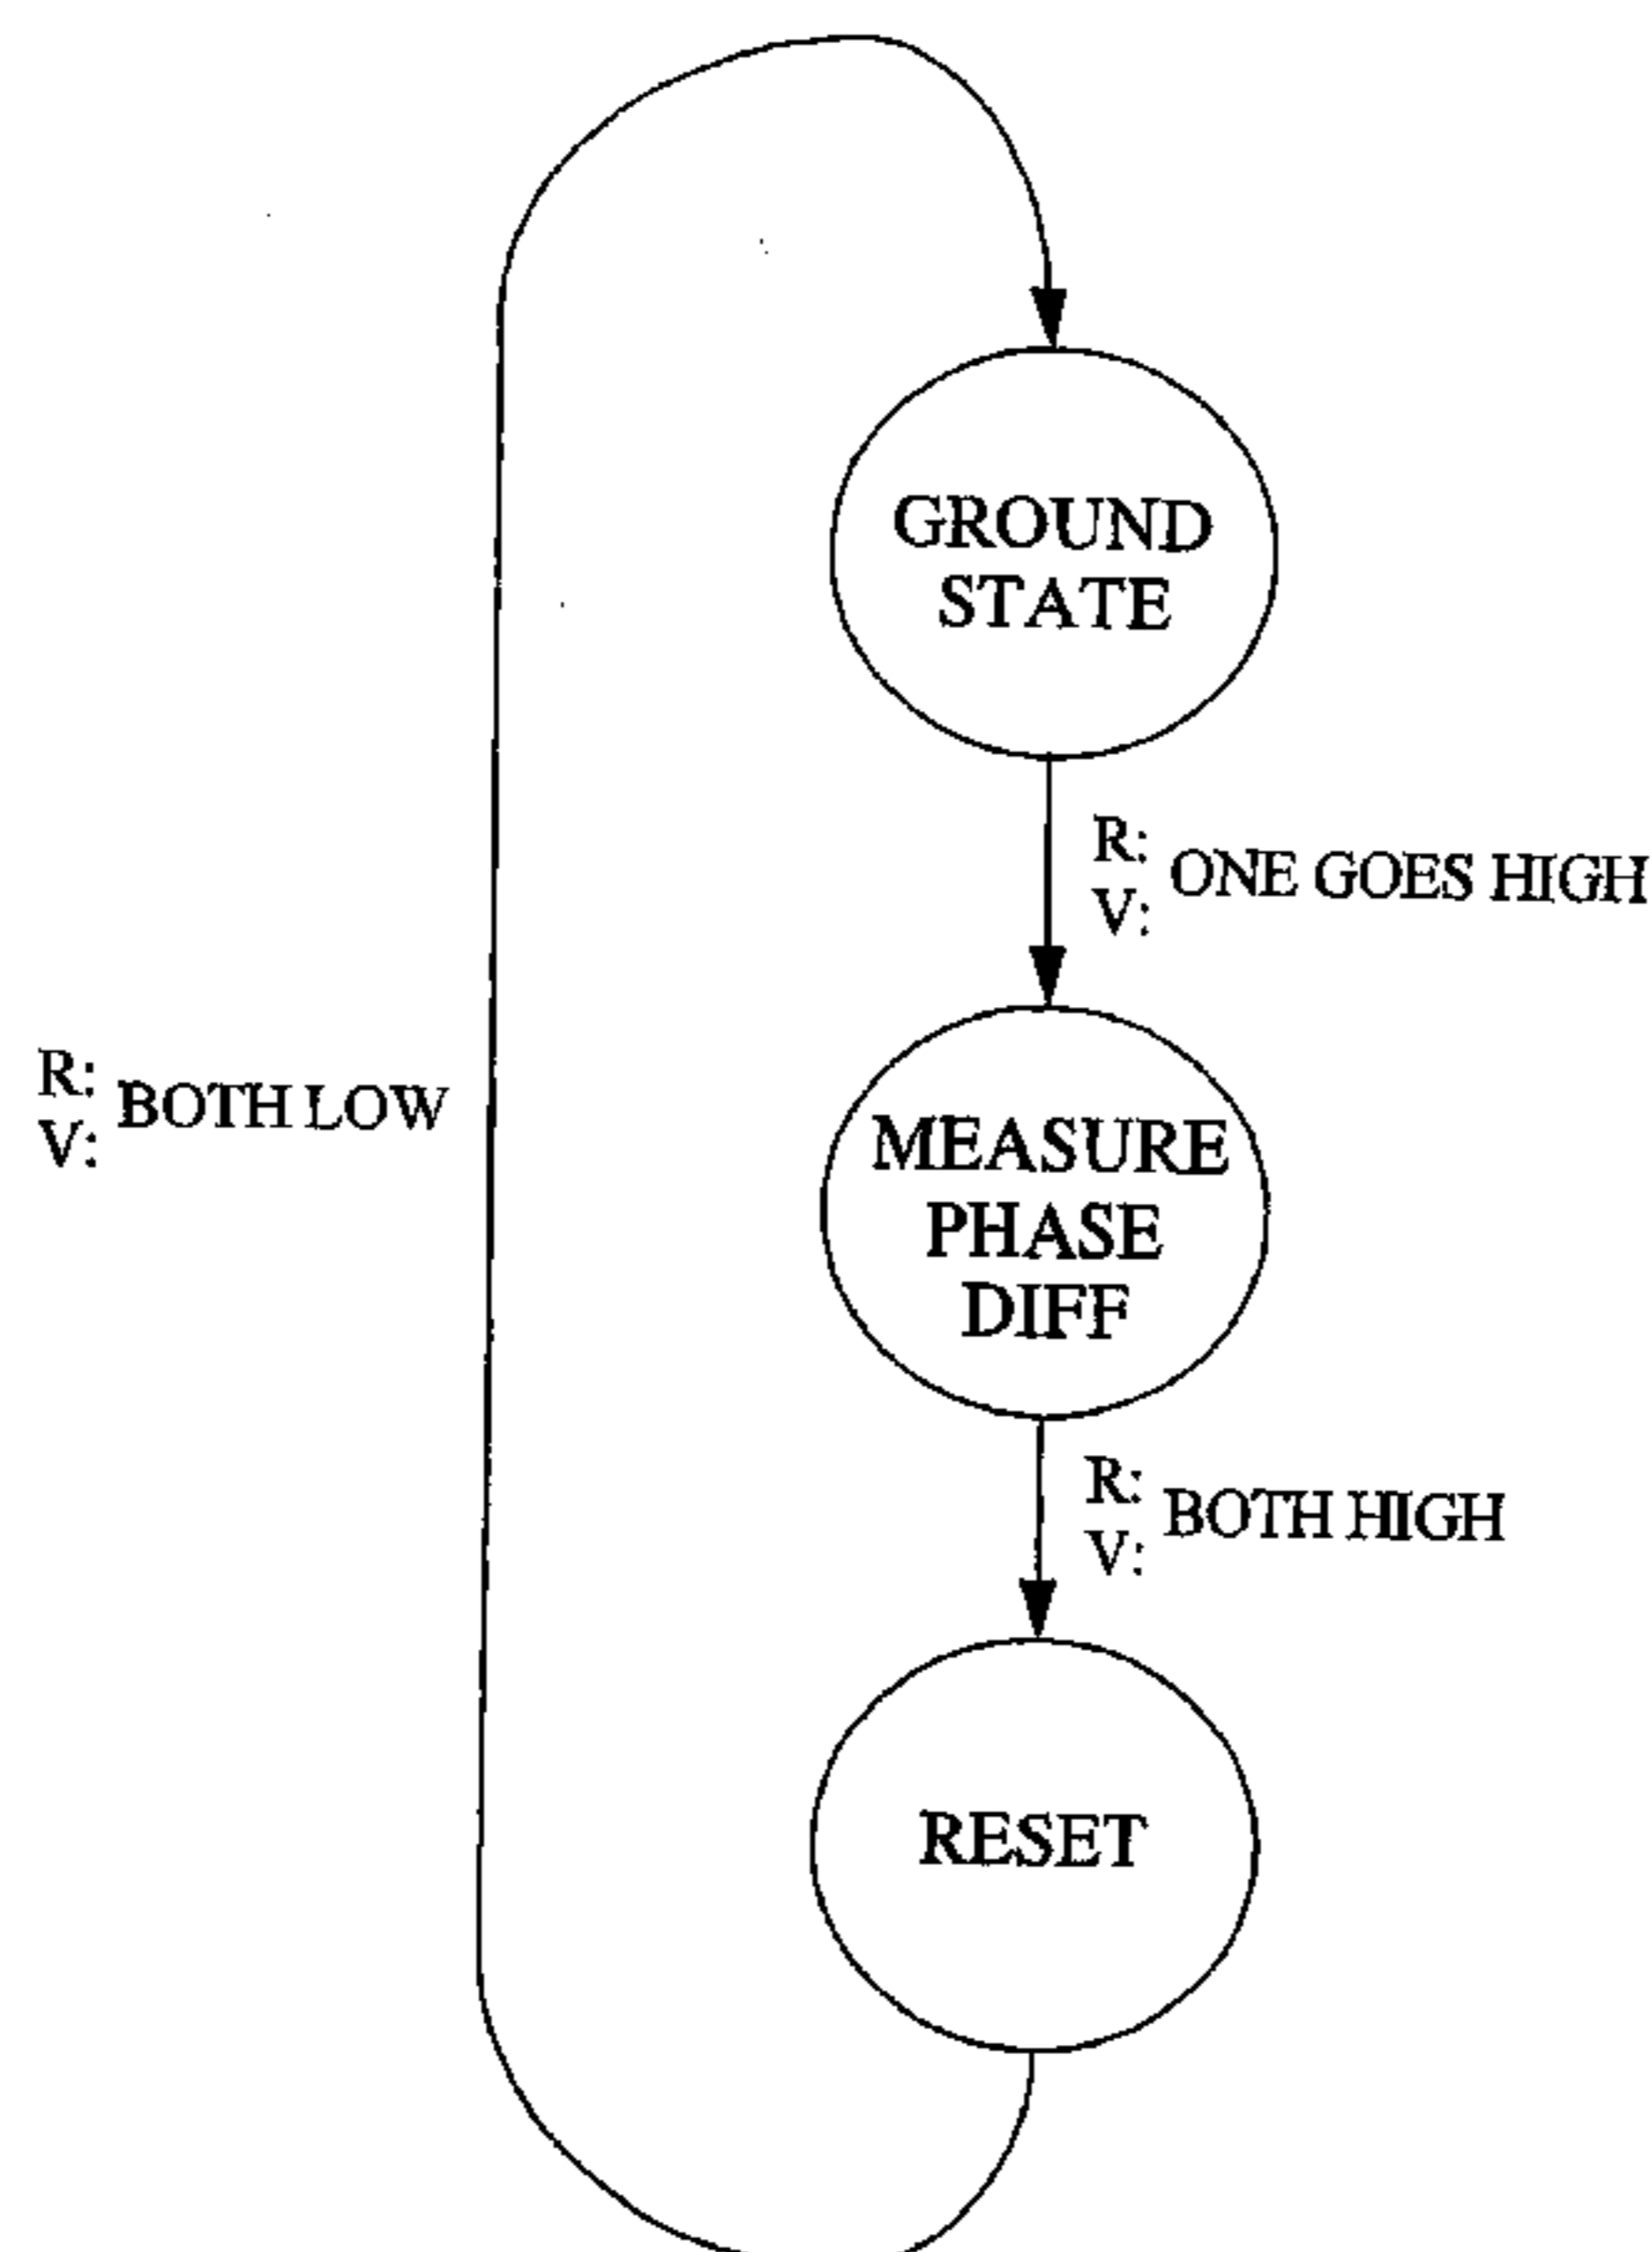 GROUND
STATE
R:
V:
ONE GOES HIGH
R:
V:
BOTH LOW
MEASURE
PHASE
DIFF
R:
V:
BOTH HIGH
RESET